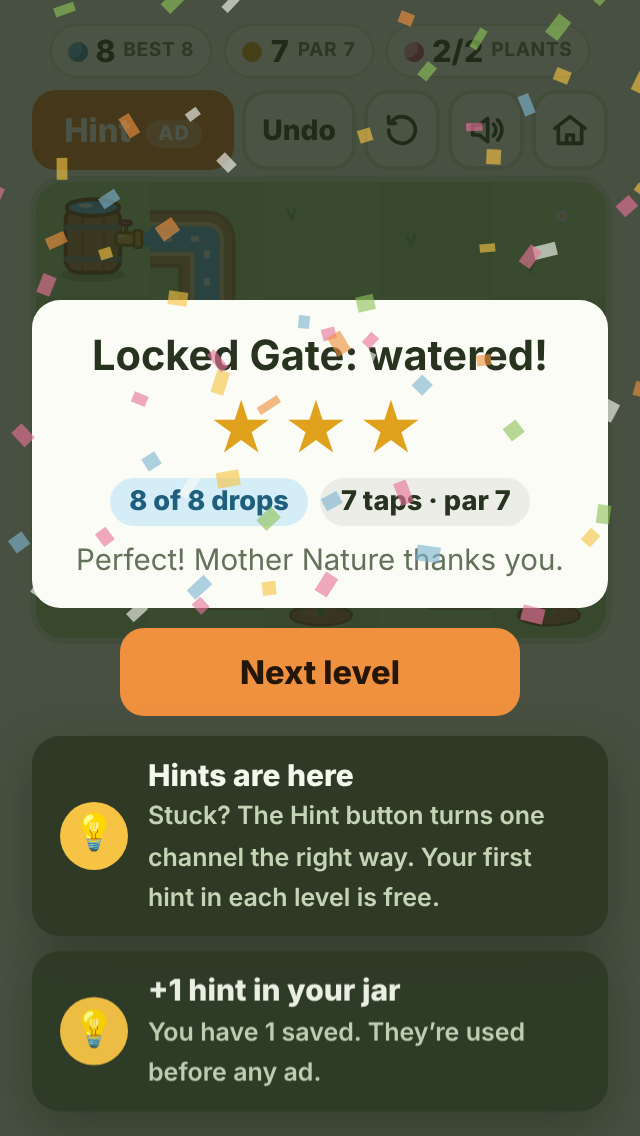 8 BEST 8 7 PAR 7 2/2 PLANTS
Hint AD Undo
Locked Gate: watered!
8 of 8 drops 7 taps · par 7
Perfect! Mother Nature thanks you.
Next level
Hints are here
Stuck? The Hint button turns one
channel the right way. Your first
hint in each level is free.
+1 hint in your jar
You have 1 saved. They’re used
before any ad.